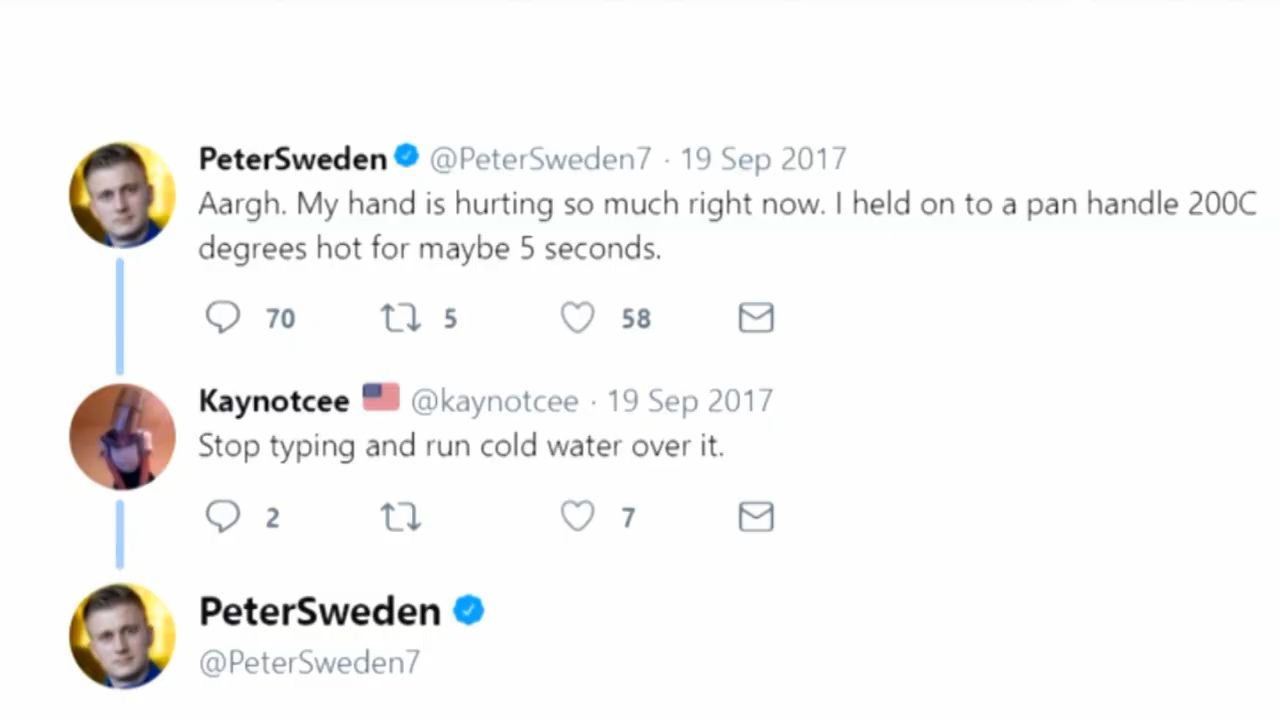 PeterSweden @PeterSweden7 · 19 Sep 2017
Aargh. My hand is hurting so much right now. I held on to a pan handle 200C
degrees hot for maybe 5 seconds.
70 5 58
Kaynotcee @kaynotcee · 19 Sep 2017
Stop typing and run cold water over it.
2 7
PeterSweden
@PeterSweden7